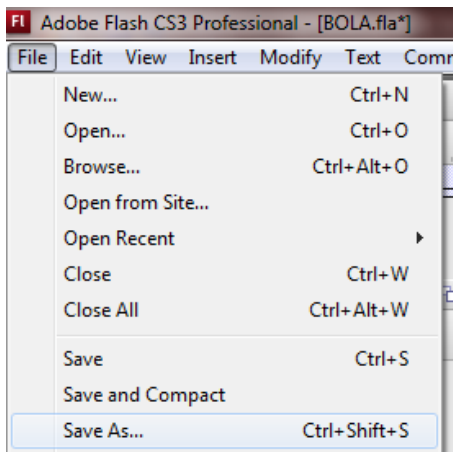 Fl Adobe Flash CS3 Professional - [BOLA.fla*]
File Edit View Insert Modify Text
New... Ctrl+N
Open... Ctrl+O
Browse... Ctrl+Alt+O
Open from Site...
Open Recent
Close Ctrl+W
Close All Ctrl+Alt+W
Save Ctrl+S
Save and Compact
Save As... Ctrl+Shift+S